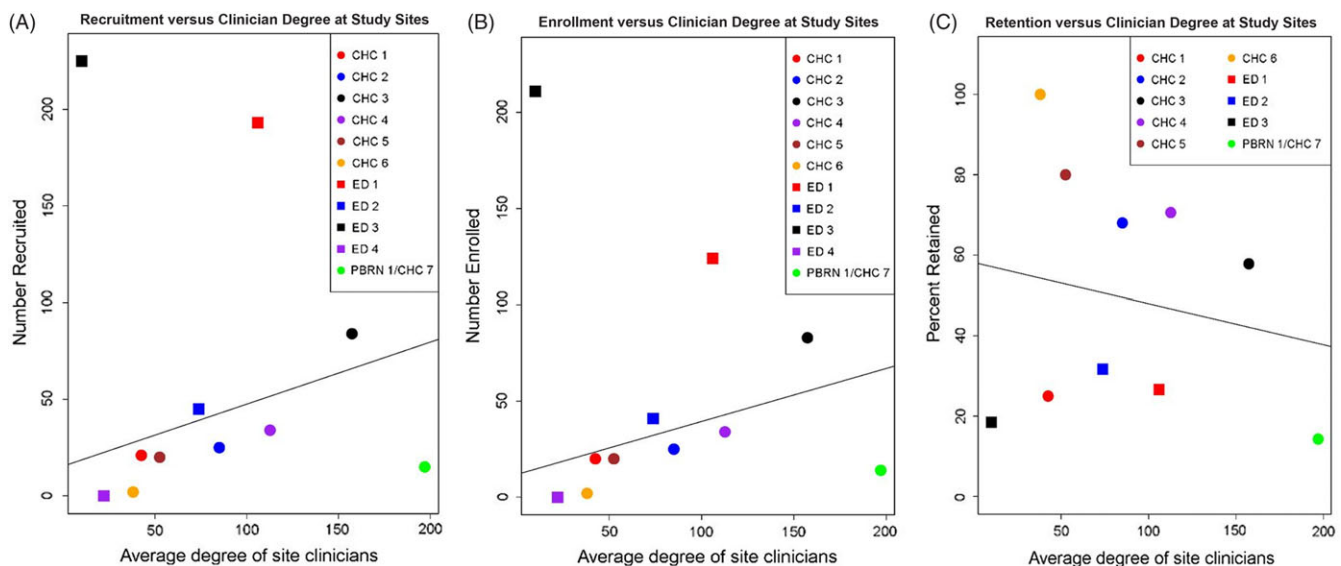 (A)
Recruitment versus Clinician Degree at Study Sites
Number Recruited
200
150
100
50
0
CHC 1
CHC 2
CHC 3
CHC 4
CHC 5
CHC 6
ED 1
ED 2
ED 3
ED 4
PBRN 1/CHC 7
50
100
150
200
Average degree of site clinicians
(B)
Enrollment versus Clinician Degree at Study Sites
Number Enrolled
200
150
100
50
0
CHC 1
CHC 2
CHC 3
CHC 4
CHC 5
CHC 6
ED 1
ED 2
ED 3
ED 4
PBRN 1/CHC 7
50
100
150
200
Average degree of site clinicians
(C)
Retention versus Clinician Degree at Study Sites
Percent Retained
100
80
60
40
20
0
CHC 1
CHC 2
CHC 3
CHC 4
CHC 5
CHC 6
ED 1
ED 2
ED 3
PBRN 1/CHC 7
50
100
150
200
Average degree of site clinicians